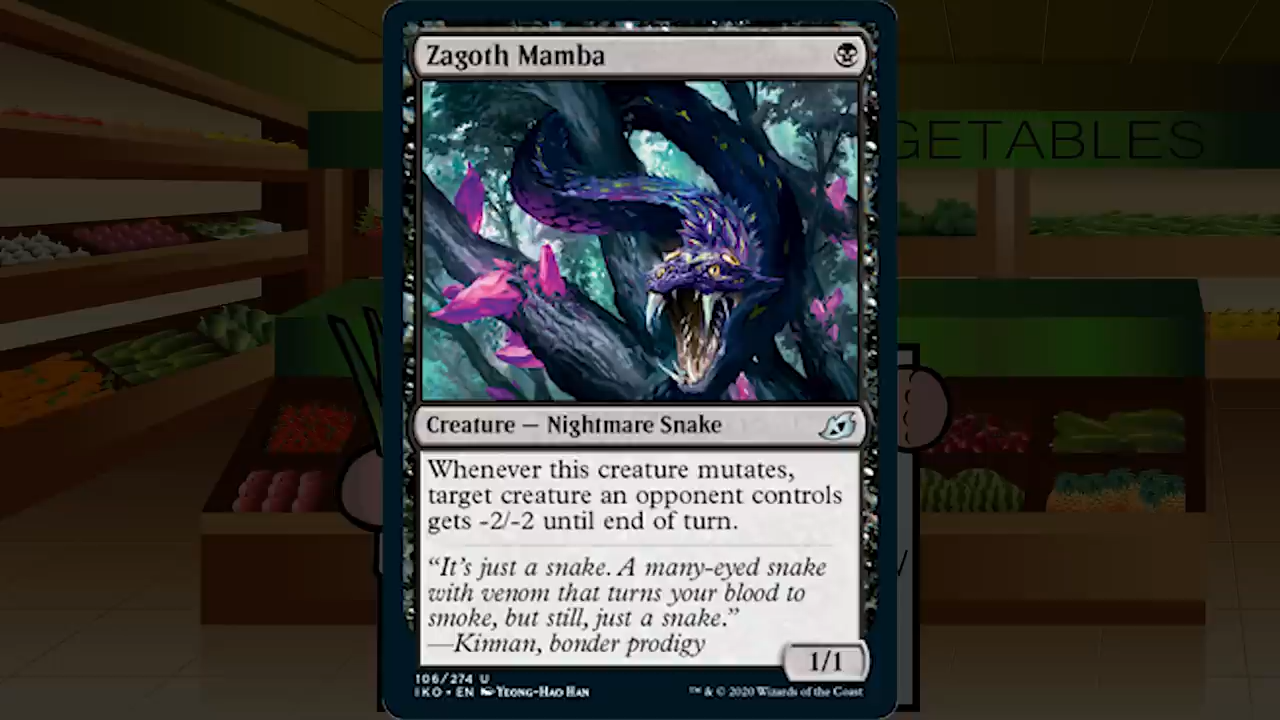 Zagoth Mamba
GETABLES
Creature — Nightmare Snake
Whenever this creature mutates,
target creature an opponent controls
gets -2/-2 until end of turn.
“It’s just a snake. A many-eyed snake
with venom that turns your blood to
smoke, but still, just a snake.”
—Kinnan, bonder prodigy
1/1
106/274 U
IKO • EN Yeong-Hao Han
™ & © 2020 Wizards of the Coast